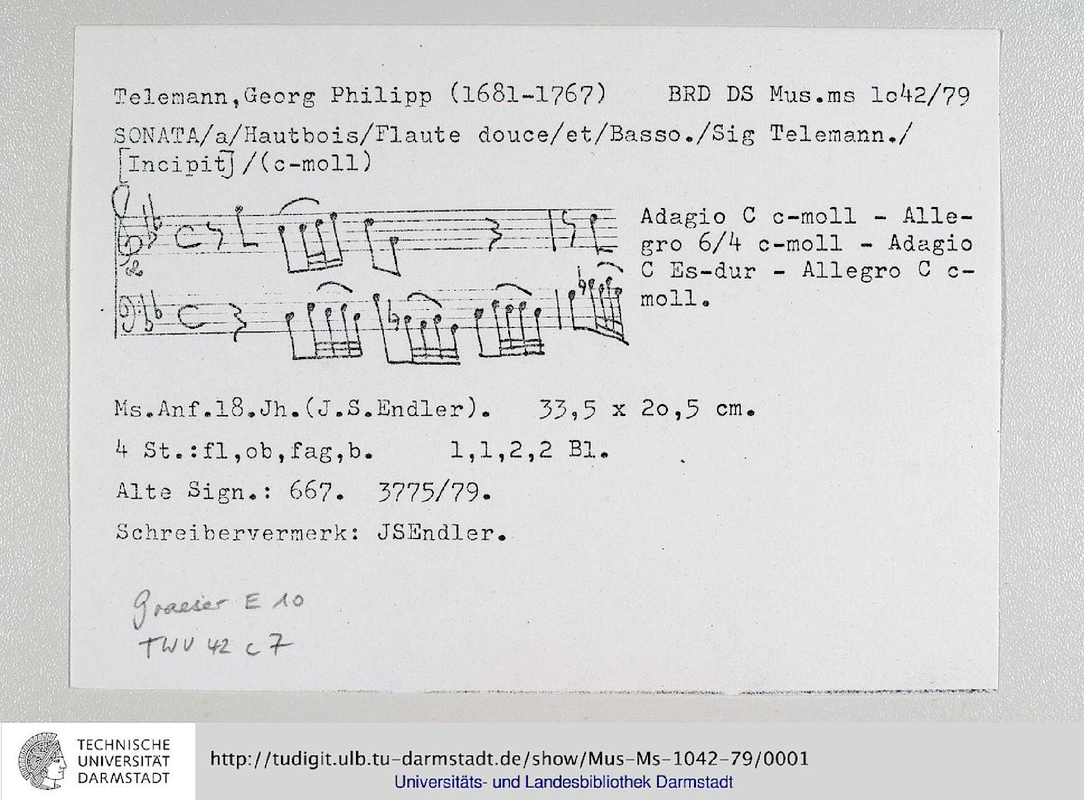 Telemann,Georg Philipp (1681-1767) BRD DS Mus.ms 1o42/79
SONATA/a/Hautbois/Flaute douce/et/Basso./Sig Telemann./
[Incipit]/(c-moll)
Adagio C c-moll - Alle-
gro 6/4 c-moll - Adagio
C Es-dur - Allegro C c-
moll.
Ms.Anf.18.Jh.(J.S.Endler). 33,5 x 2o,5 cm.
4 St.:fl,ob,fag,b. 1,1,2,2 Bl.
Alte Sign.: 667. 3775/79.
Schreibervermerk: JSEndler.
Graeser E 10
TWV 42 c 7
TECHNISCHE
UNIVERSITÄT
DARMSTADT
http://tudigit.ulb.tu-darmstadt.de/show/Mus-Ms-1042-79/0001
Universitäts- und Landesbibliothek Darmstadt